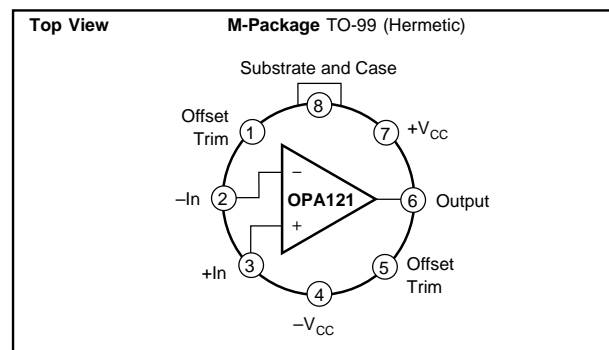 Top View
M-Package TO-99 (Hermetic)
Substrate and Case
8
Offset
Trim
1
7
+VCC
–
–In
2
OPA121
6
Output
+
+In
3
5
Offset
Trim
4
–VCC